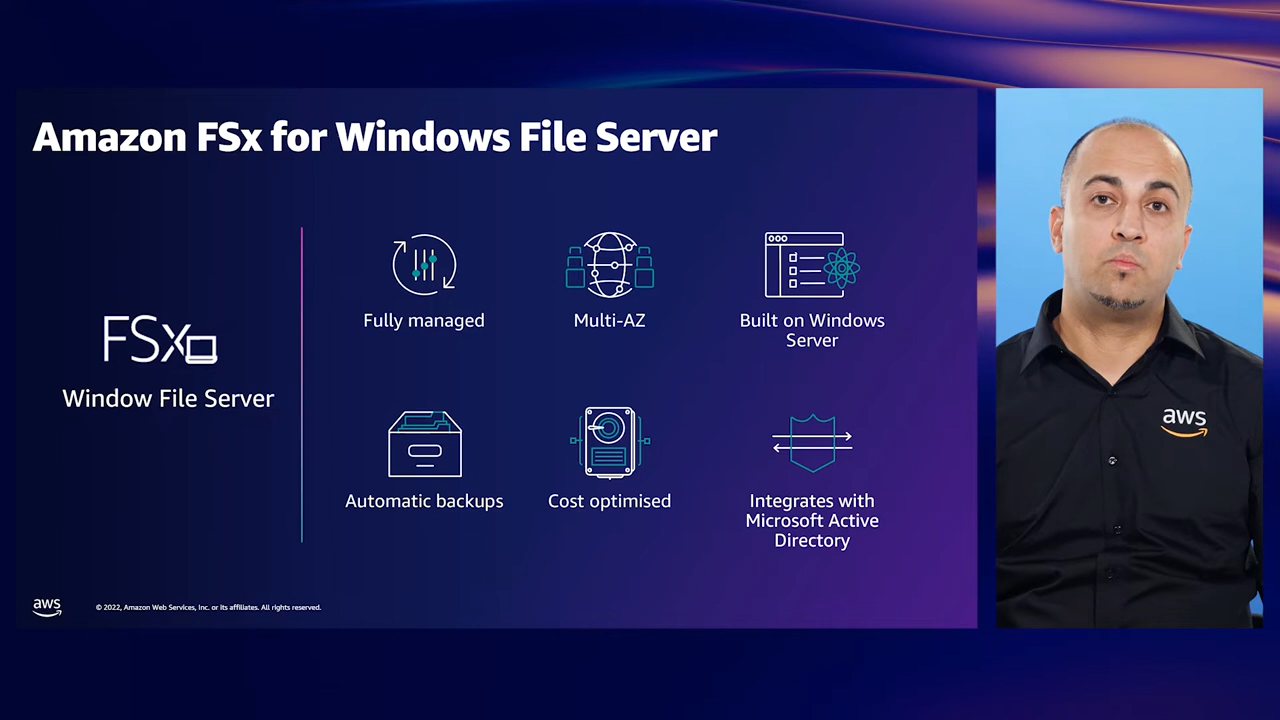 Amazon FSx for Windows File Server
FSx
Window File Server
Fully managed
Multi-AZ
Built on Windows
Server
Automatic backups
Cost optimised
Integrates with
Microsoft Active
Directory
aws
© 2022, Amazon Web Services, Inc. or its affiliates. All rights reserved.
aws